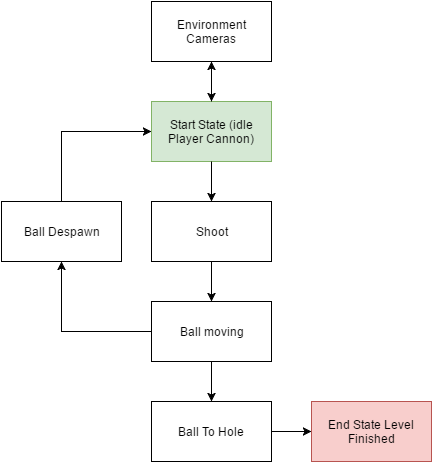 Environment
Cameras
Start State (idle
Player Cannon)
Ball Despawn
Shoot
Ball moving
Ball To Hole
End State Level
Finished